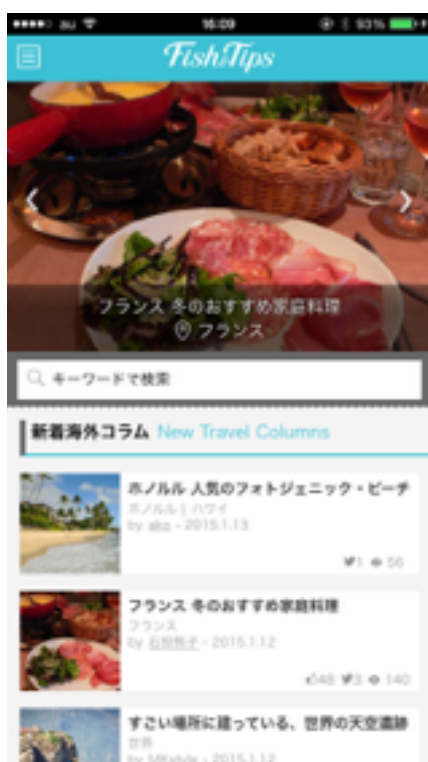 au 16:09 93%
Fish&Tips
フランス 冬のおすすめ家庭料理
フランス
キーワードで検索
新着海外コラム New Travel Columns
ホノルル 人気のフォトジェニック・ビーチ
ホノルル | ハワイ
by aka - 2015.1.13
1 56
フランス 冬のおすすめ家庭料理
フランス
by - 2015.1.12
48 3 140
すごい場所に建っている、世界の天空遺跡
世界
by MKstyle - 2015.1.12